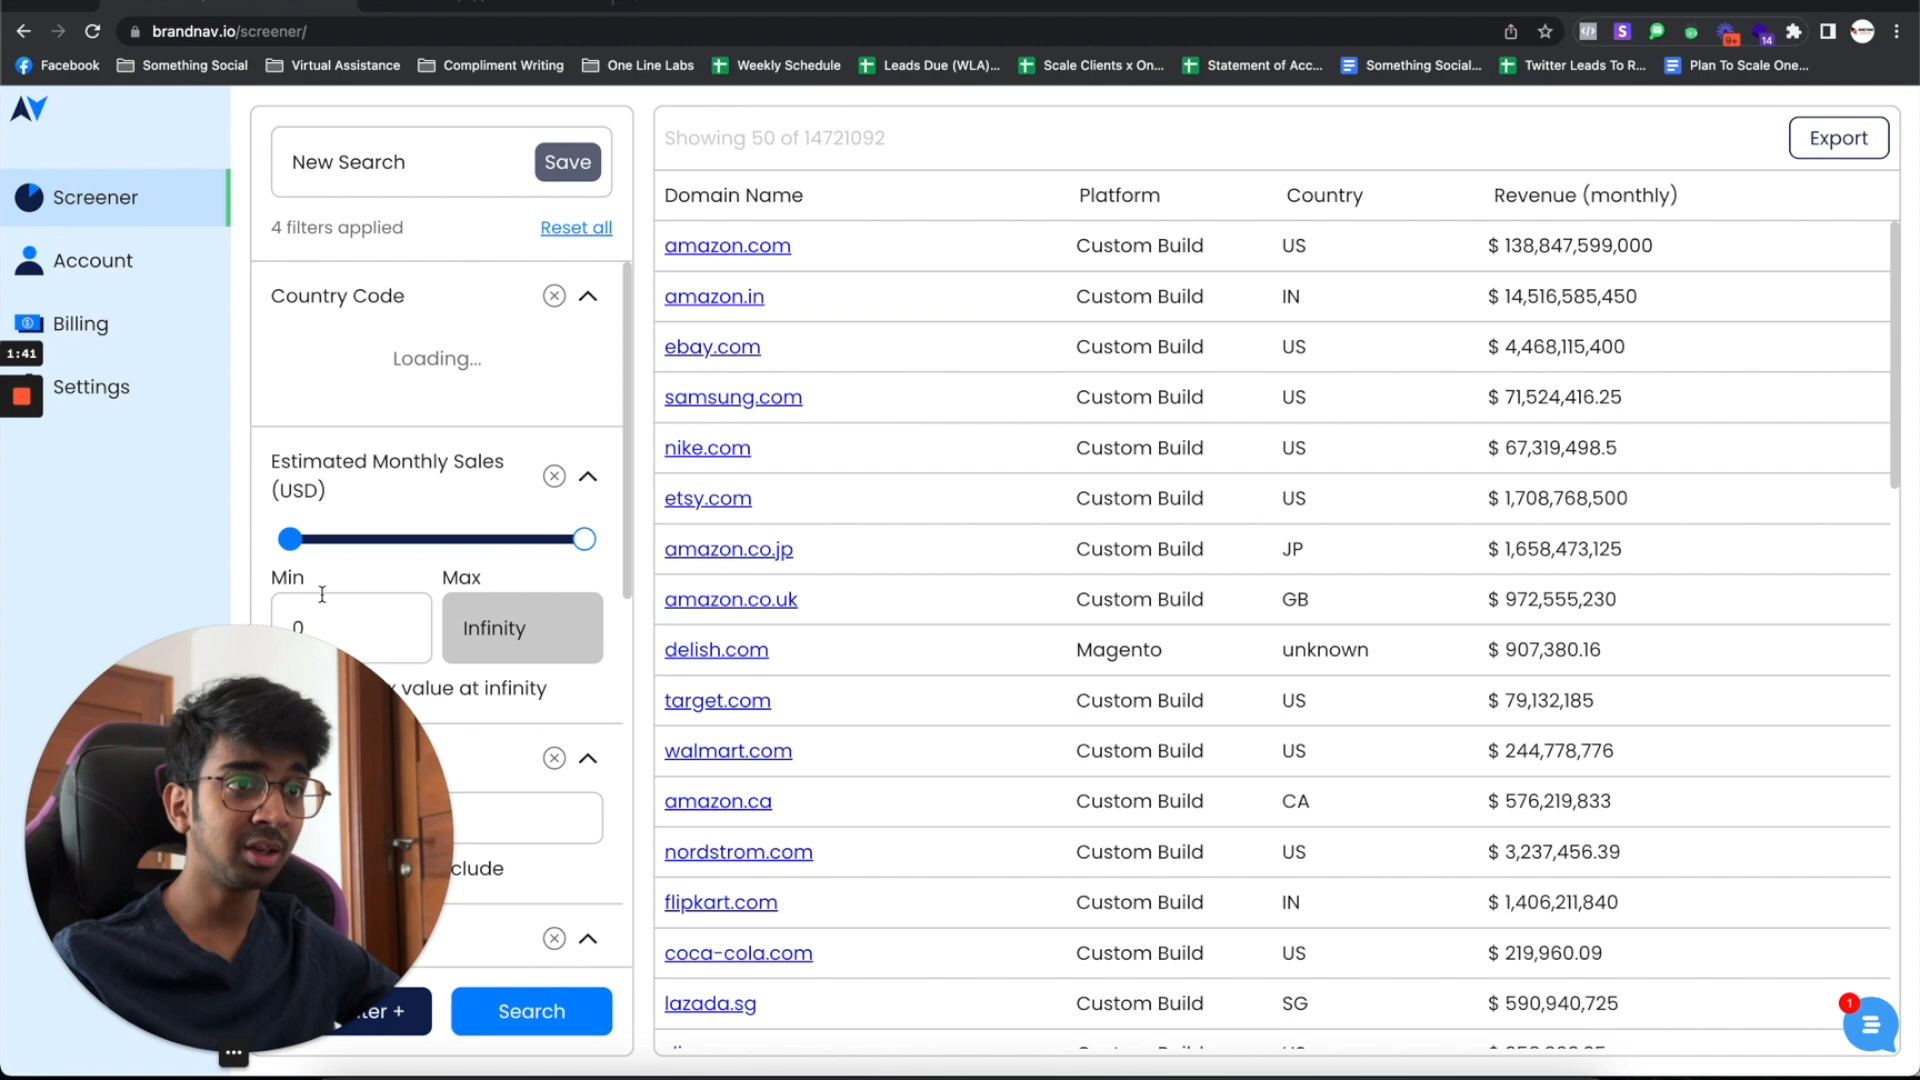 brandnav.io/screener/
Facebook Something Social Virtual Assistance Compliment Writing One Line Labs Weekly Schedule Leads Due (WLA)... Scale Clients x On... Statement of Acc... Something Social... Twitter Leads To R... Plan To Scale One...
9+
14
Screener
Account
Billing
1:41
Settings
New Search
Save
4 filters applied
Reset all
Country Code
Loading...
Estimated Monthly Sales
(USD)
Min Max
0 Infinity
value at infinity
clude
ter +
Search
Showing 50 of 14721092
Export
Domain Name Platform Country Revenue (monthly)
amazon.com Custom Build US $ 138,847,599,000
amazon.in Custom Build IN $ 14,516,585,450
ebay.com Custom Build US $ 4,468,115,400
samsung.com Custom Build US $ 71,524,416.25
nike.com Custom Build US $ 67,319,498.5
etsy.com Custom Build US $ 1,708,768,500
amazon.co.jp Custom Build JP $ 1,658,473,125
amazon.co.uk Custom Build GB $ 972,555,230
delish.com Magento unknown $ 907,380.16
target.com Custom Build US $ 79,132,185
walmart.com Custom Build US $ 244,778,776
amazon.ca Custom Build CA $ 576,219,833
nordstrom.com Custom Build US $ 3,237,456.39
flipkart.com Custom Build IN $ 1,406,211,840
coca-cola.com Custom Build US $ 219,960.09
lazada.sg Custom Build SG $ 590,940,725
1